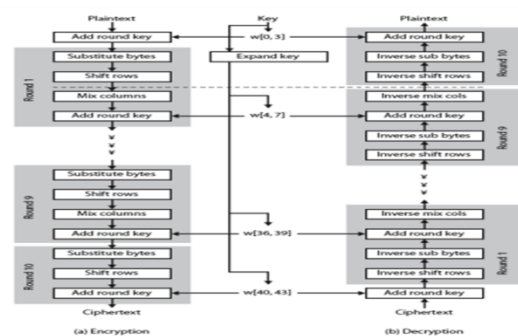 Plaintext
Add round key
Substitute bytes
Shift rows
Mix columns
Add round key
Round 1
Substitute bytes
Shift rows
Mix columns
Add round key
Round 9
Substitute bytes
Shift rows
Add round key
Round 10
Ciphertext
(a) Encryption
Key
w[0, 3]
Expand key
w[4, 7]
w[36, 39]
w[40, 43]
Plaintext
Add round key
Inverse sub bytes
Inverse shift rows
Round 10
Inverse mix cols
Add round key
Inverse sub bytes
Inverse shift rows
Round 9
Inverse mix cols
Add round key
Inverse sub bytes
Inverse shift rows
Round 1
Add round key
Ciphertext
(b) Decryption